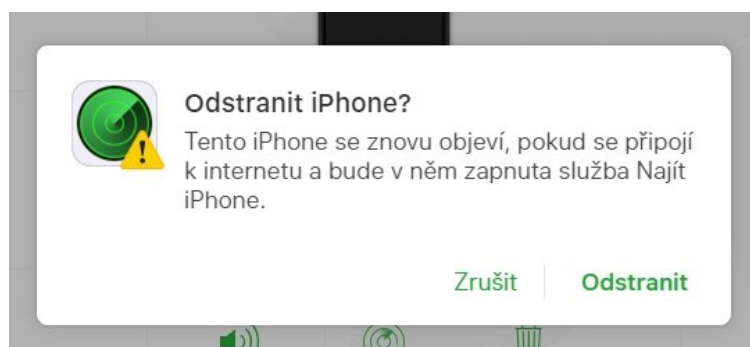 Odstranit iPhone?
Tento iPhone se znovu objeví, pokud se připojí
k internetu a bude v něm zapnuta služba Najít
iPhone.
Zrušit Odstranit